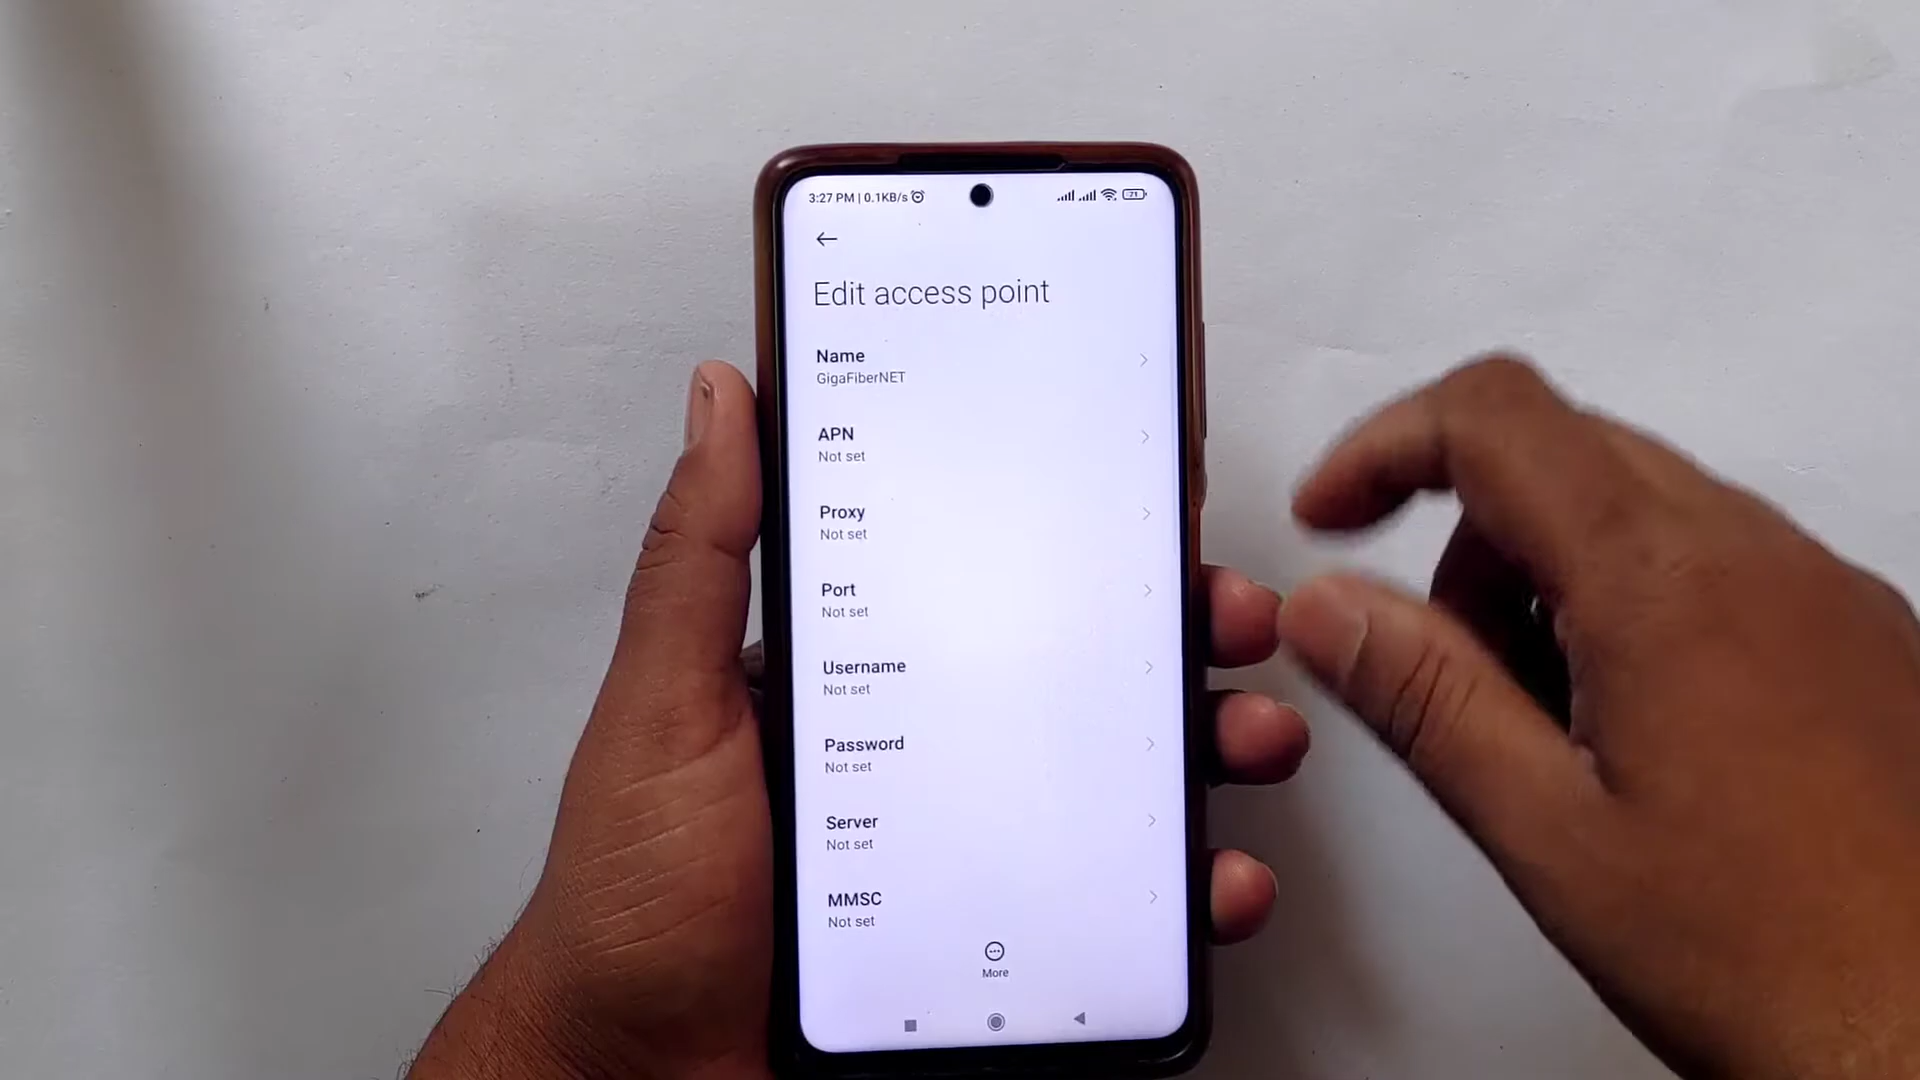 3:27 PM | 0.1KB/s
71
Edit access point
Name
GigaFiberNET
APN
Not set
Proxy
Not set
Port
Not set
Username
Not set
Password
Not set
Server
Not set
MMSC
Not set
More